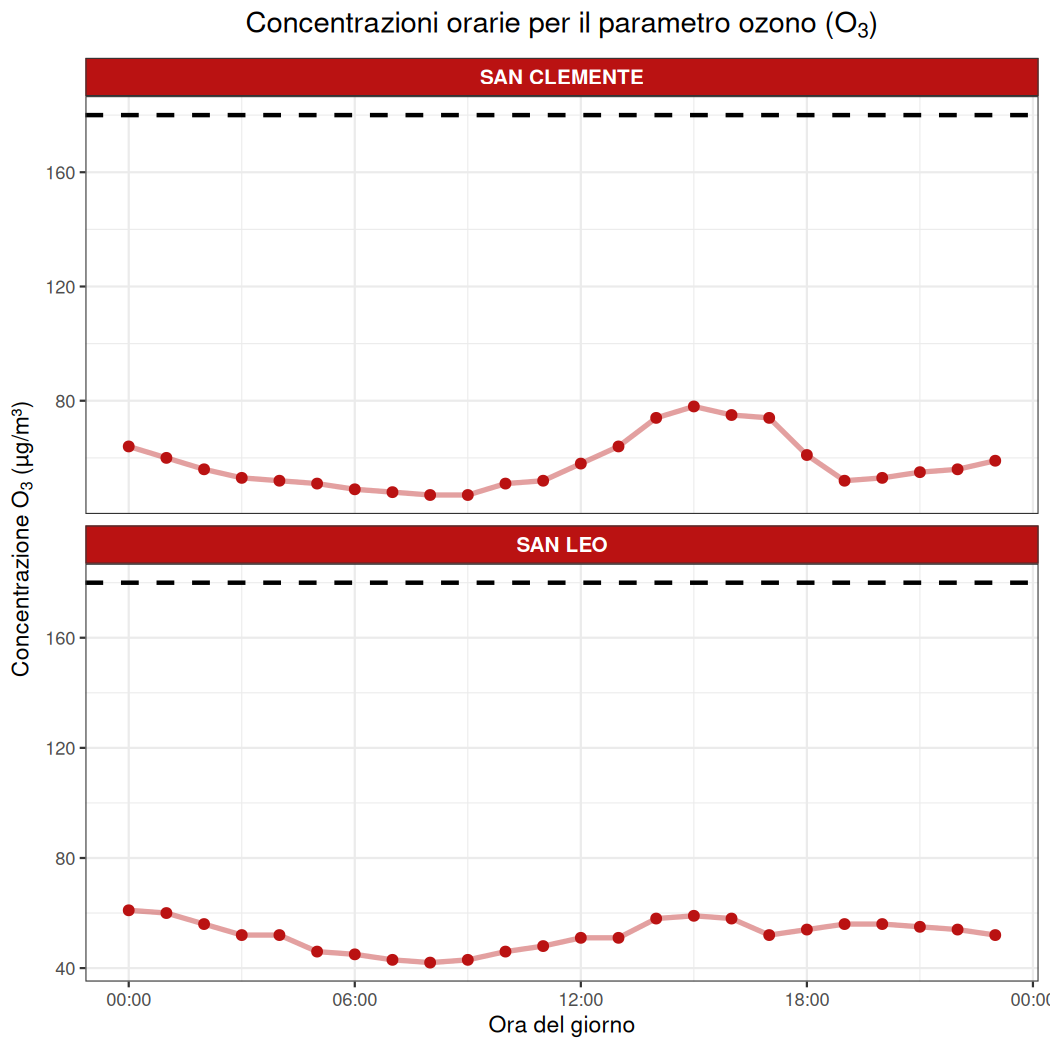 Concentrazioni orarie per il parametro ozono (O₃)
SAN CLEMENTE
160
120
80
Concentrazione O₃ (µg/m³)
SAN LEO
160
120
80
40
00:00 06:00 12:00 18:00 00:00
Ora del giorno